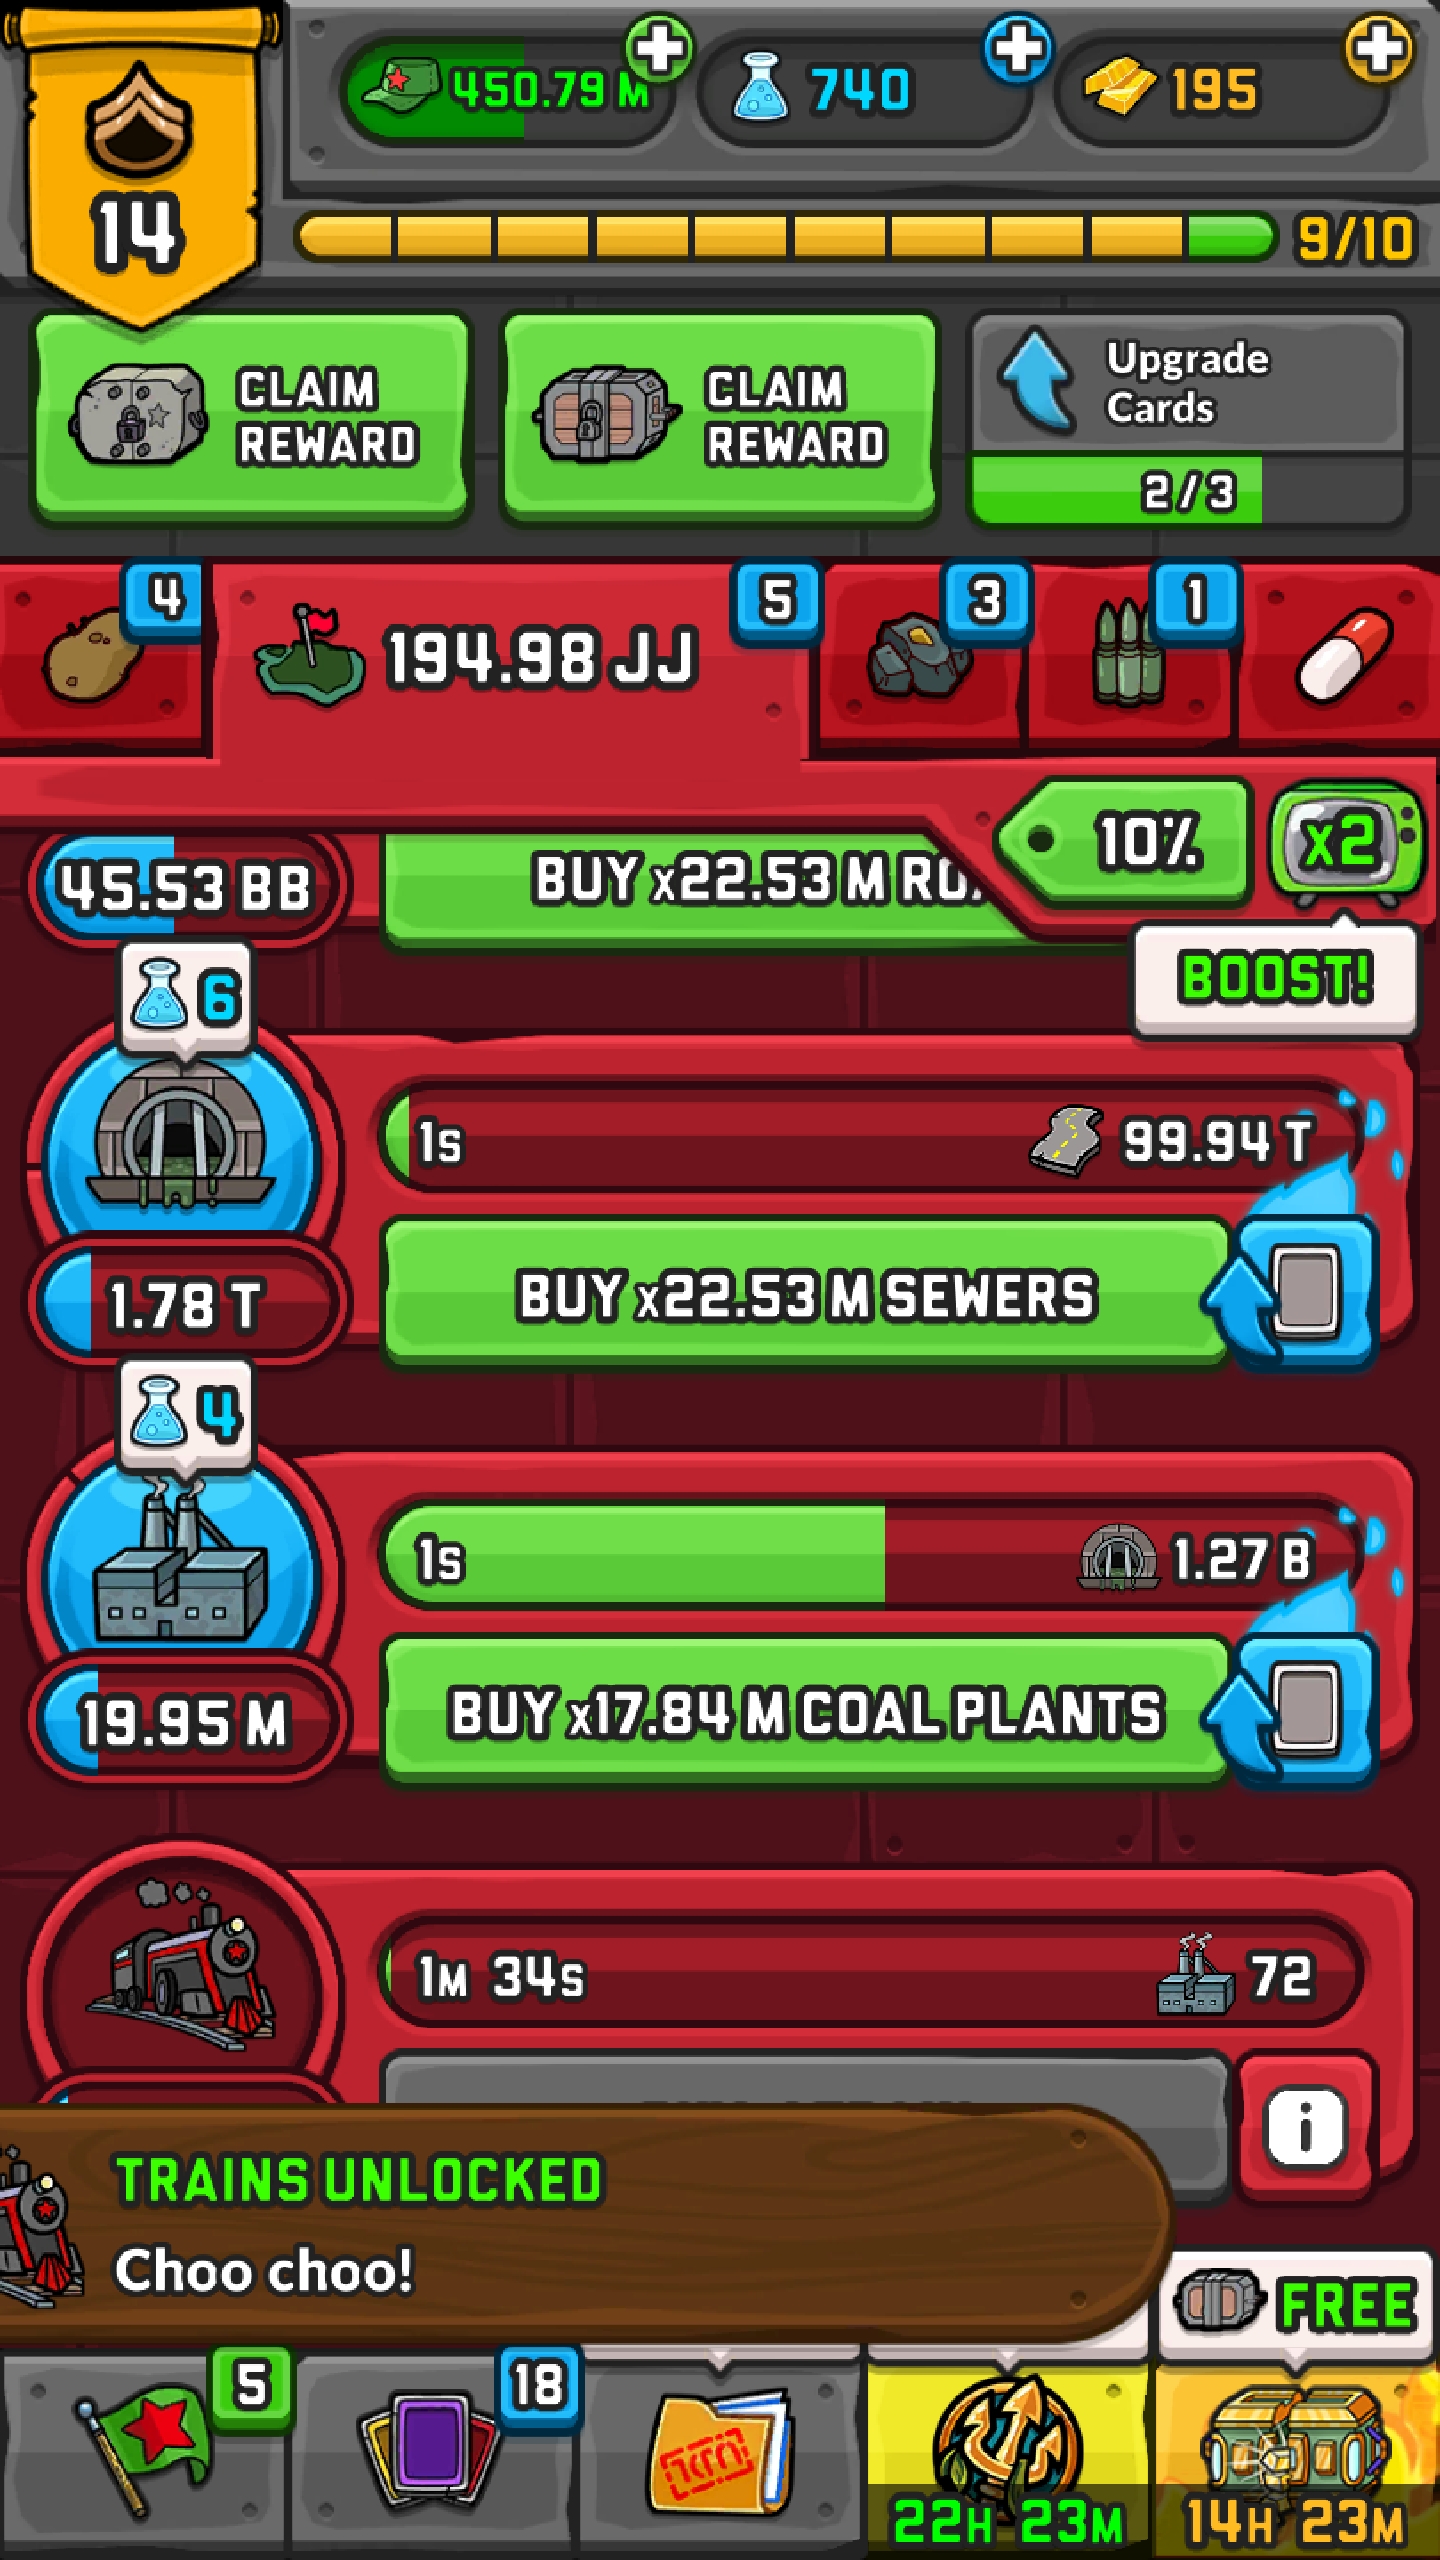 450.79 M
740
195
14
9/10
CLAIM
REWARD
CLAIM
REWARD
Upgrade
Cards
2/3
4
194.98 JJ
5
3
1
10%
x2
45.53 BB
BUY x22.53 M
BOOST!
6
1s
99.94 T
1.78 T
BUY x22.53 M SEWERS
4
1s
1.27 B
19.95 M
BUY x17.84 M COAL PLANTS
1M 34S
72
i
TRAINS UNLOCKED
Choo choo!
FREE
5
18
22H 23M
14H 23M